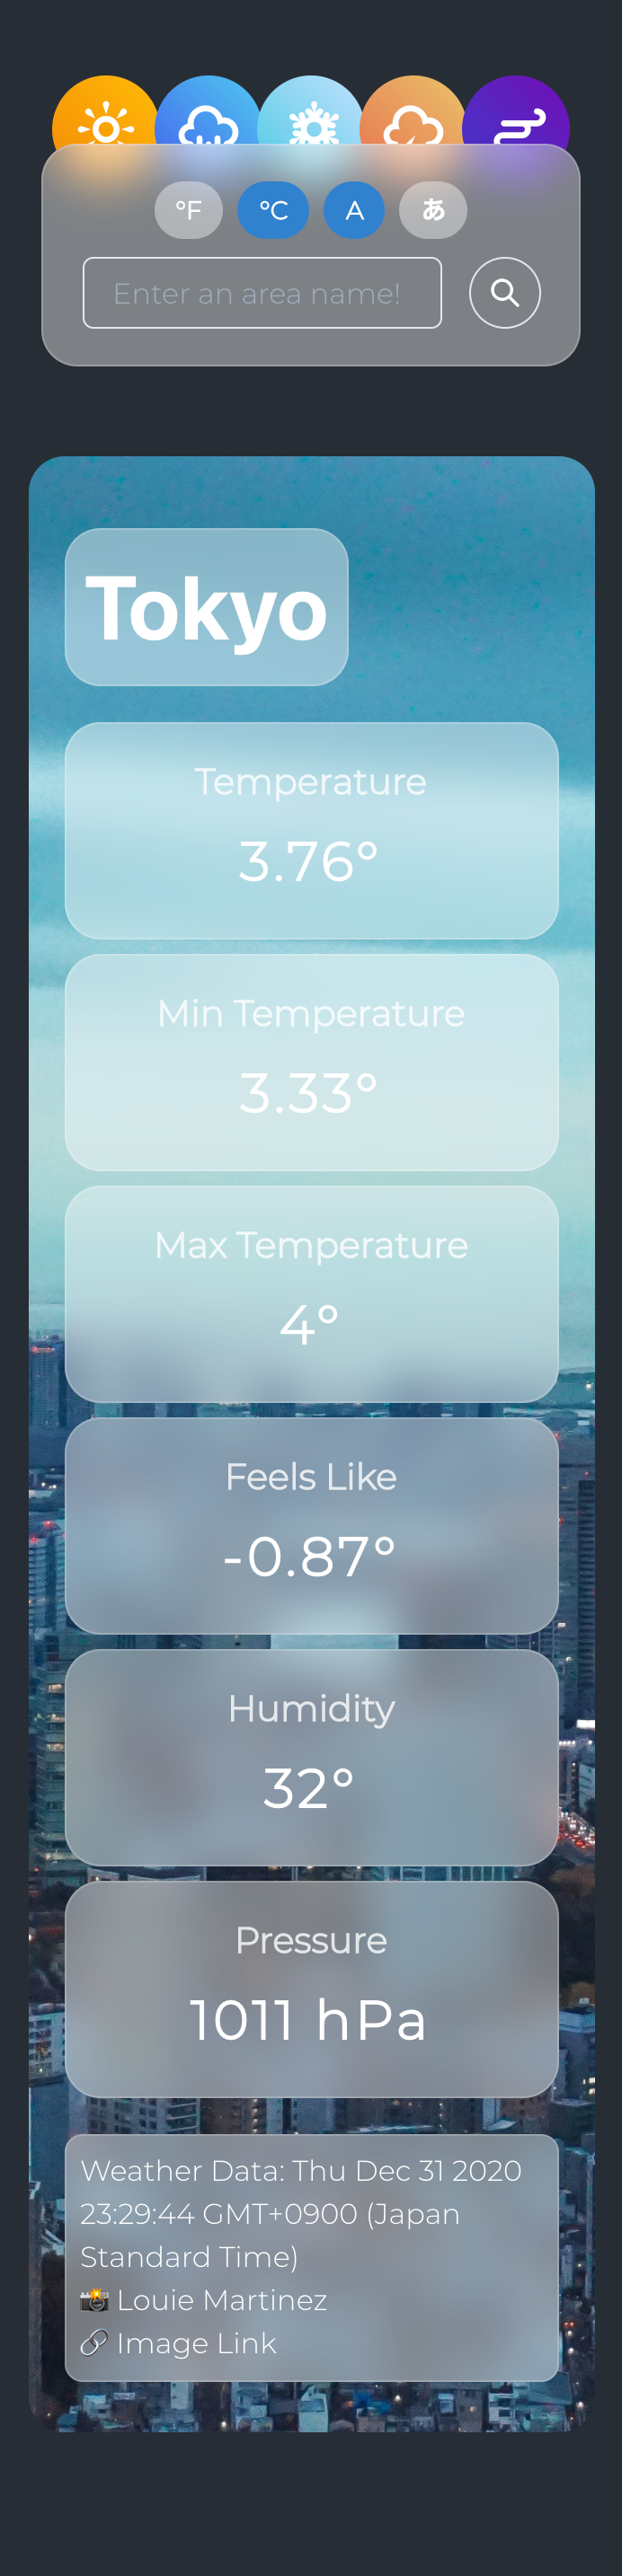 °F °C A あ
Enter an area name!
Tokyo
Temperature
3.76°
Min Temperature
3.33°
Max Temperature
4°
Feels Like
-0.87°
Humidity
32°
Pressure
1011 hPa
Weather Data: Thu Dec 31 2020
23:29:44 GMT+0900 (Japan
Standard Time)
📸 Louie Martinez
🔗 Image Link